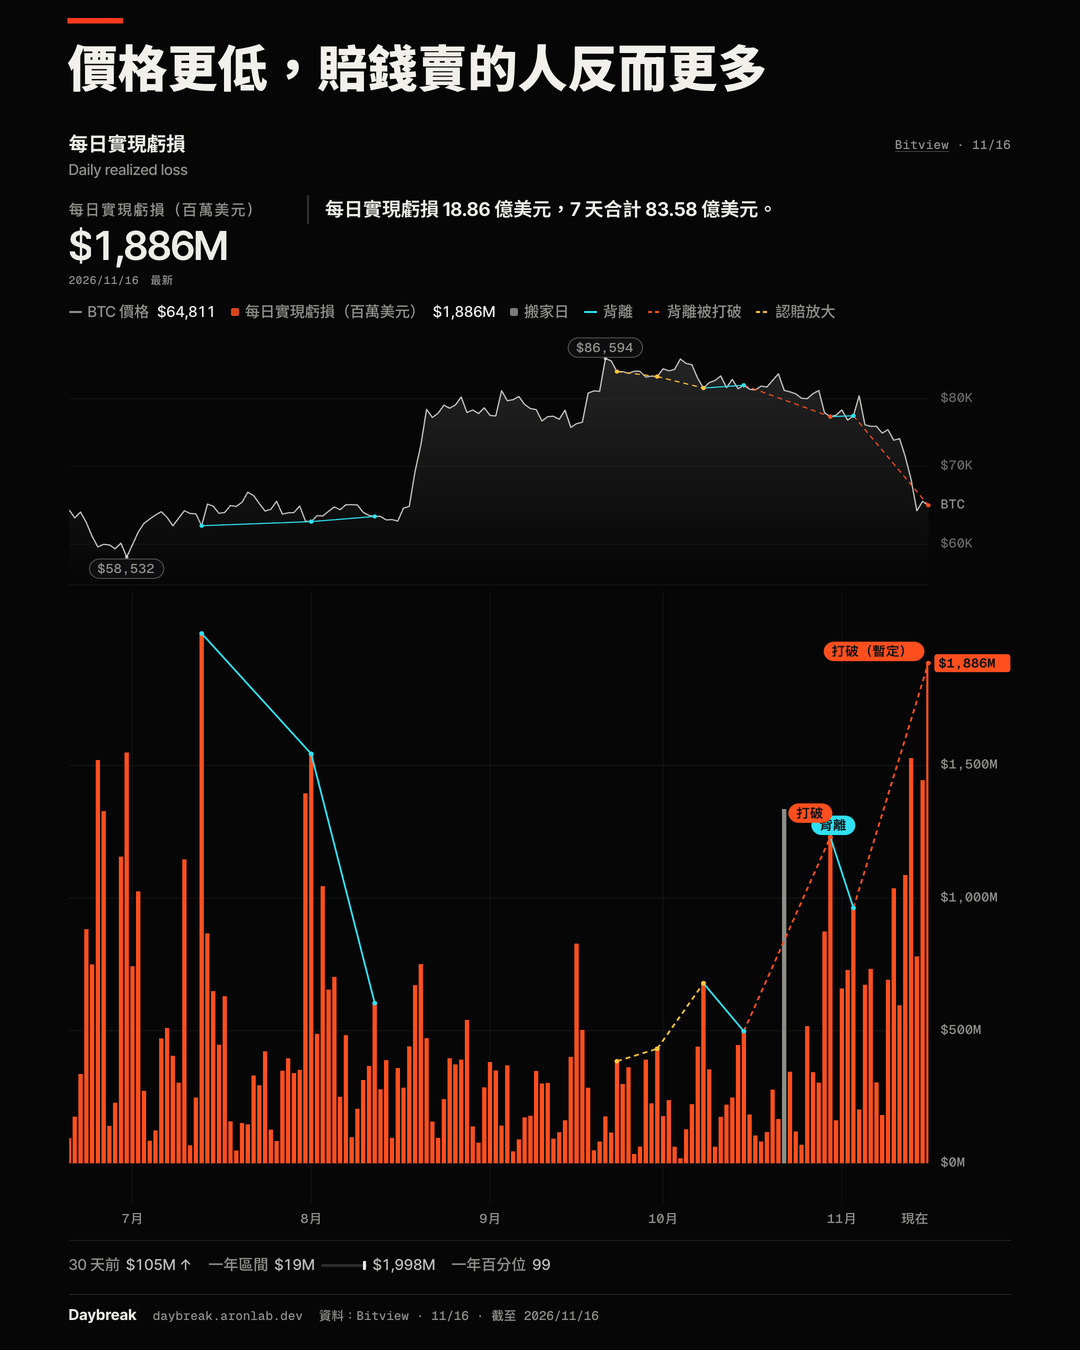 價格更低，賠錢賣的人反而更多
每日實現虧損
Bitview · 11/16
Daily realized loss
每日實現虧損（百萬美元）
每日實現虧損 18.86 億美元，7 天合計 83.58 億美元。
$1,886M
2026/11/16 最新
BTC 價格 $64,811 每日實現虧損（百萬美元） $1,886M 搬家日 背離 背離被打破 認賠放大
$86,594
$80K
$70K
BTC
$60K
$58,532
打破（暫定）
$1,886M
$1,500M
打破
背離
$1,000M
$500M
$0M
7月 8月 9月 10月 11月 現在
30 天前 $105M ↑ 一年區間 $19M $1,998M 一年百分位 99
Daybreak daybreak.aronlab.dev 資料：Bitview · 11/16 · 截至 2026/11/16